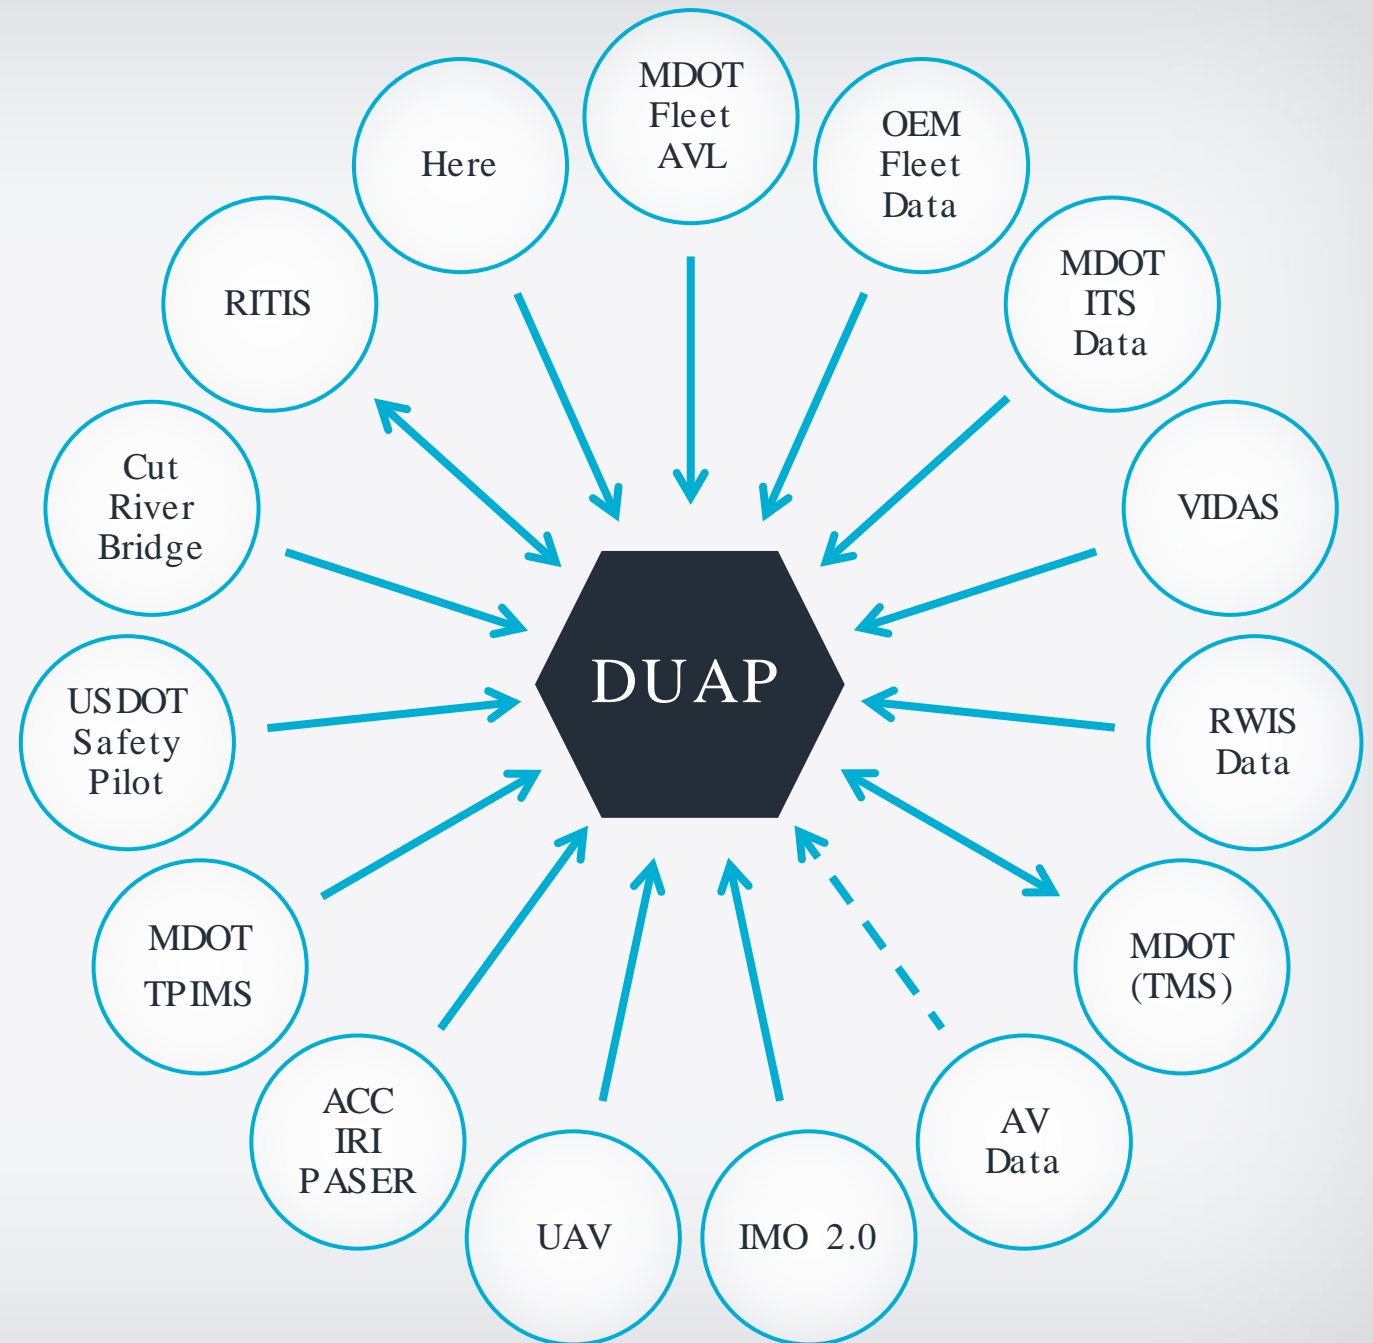 MDOT
Fleet
AVL
OEM
Fleet
Data
MDOT
ITS
Data
VIDAS
RWIS
Data
MDOT
(TMS)
AV
Data
IMO 2.0
UAV
ACC
IRI
PASER
MDOT
TPIMS
USDOT
Safety
Pilot
Cut
River
Bridge
RITIS
Here
DUAP